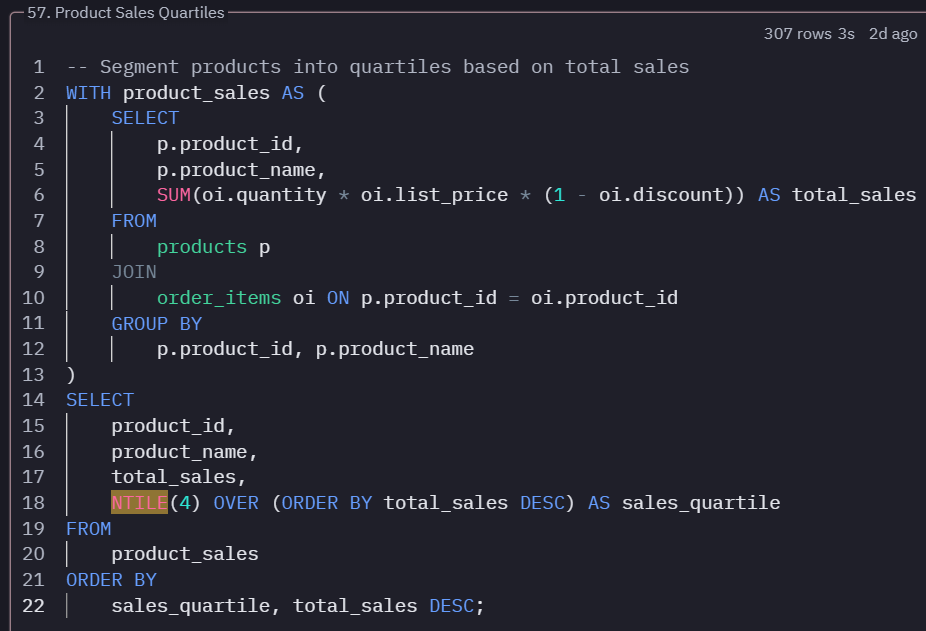 57. Product Sales Quartiles
307 rows 3s 2d ago
1 -- Segment products into quartiles based on total sales
2 WITH product_sales AS (
3 SELECT
4 p.product_id,
5 p.product_name,
6 SUM(oi.quantity * oi.list_price * (1 - oi.discount)) AS total_sales
7 FROM
8 products p
9 JOIN
10 order_items oi ON p.product_id = oi.product_id
11 GROUP BY
12 p.product_id, p.product_name
13 )
14 SELECT
15 product_id,
16 product_name,
17 total_sales,
18 NTILE(4) OVER (ORDER BY total_sales DESC) AS sales_quartile
19 FROM
20 product_sales
21 ORDER BY
22 sales_quartile, total_sales DESC;